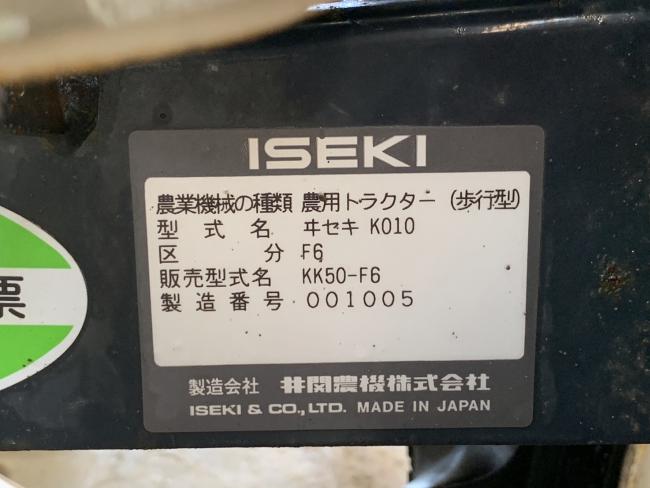 ISEKI
農業機械の種類 農用トラクター (歩行型)
型式名 ヰセキ K010
区分 F6
販売型式名 KK50-F6
製造番号 001005
票
製造会社 井関農機株式会社
ISEKI & CO., LTD. MADE IN JAPAN